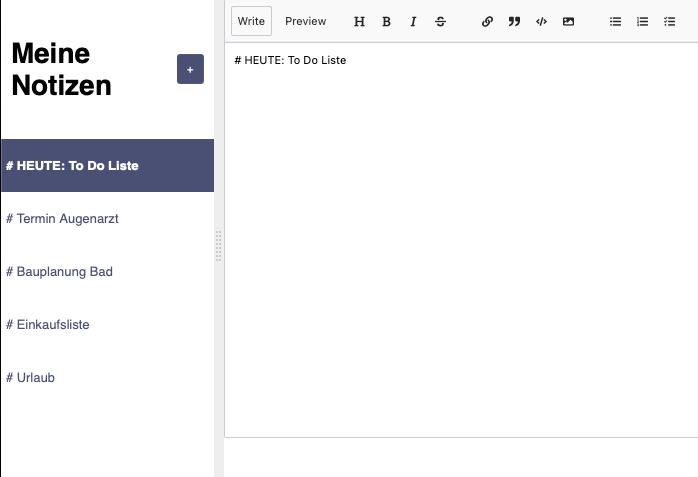 Meine
Notizen
+
# HEUTE: To Do Liste
# Termin Augenarzt
# Bauplanung Bad
# Einkaufsliste
# Urlaub
Write Preview H B I S
# HEUTE: To Do Liste